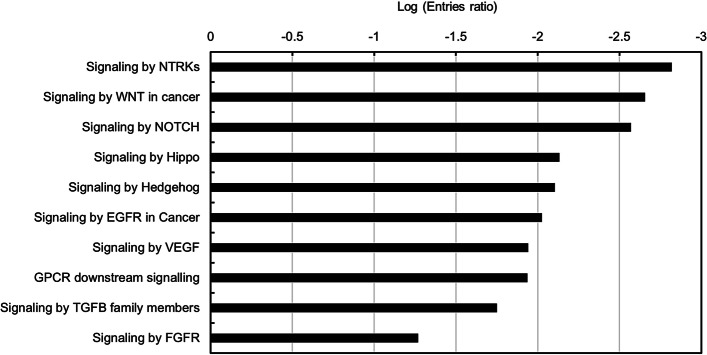 Log (Entries ratio)
0 -0.5 -1 -1.5 -2 -2.5 -3
Signaling by NTRKs
Signaling by WNT in cancer
Signaling by NOTCH
Signaling by Hippo
Signaling by Hedgehog
Signaling by EGFR in Cancer
Signaling by VEGF
GPCR downstream signalling
Signaling by TGFB family members
Signaling by FGFR